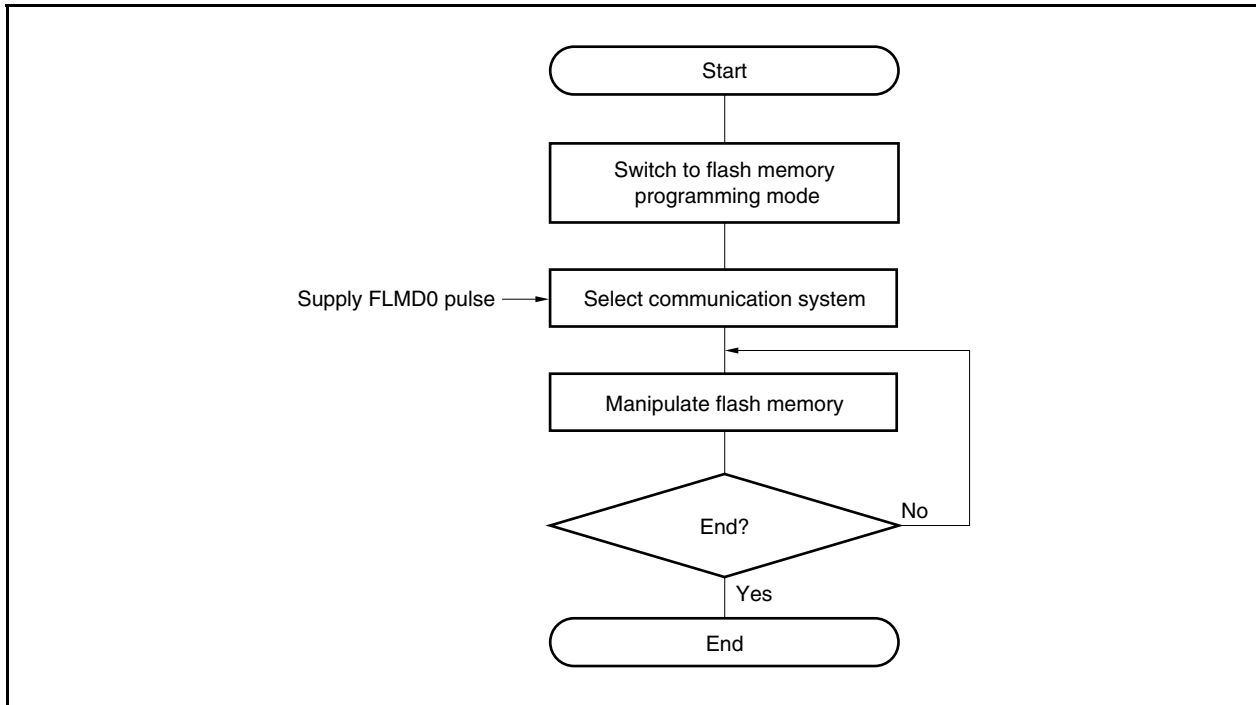 Start
Switch to flash memory
programming mode
Supply FLMD0 pulse
Select communication system
Manipulate flash memory
End?
No
Yes
End